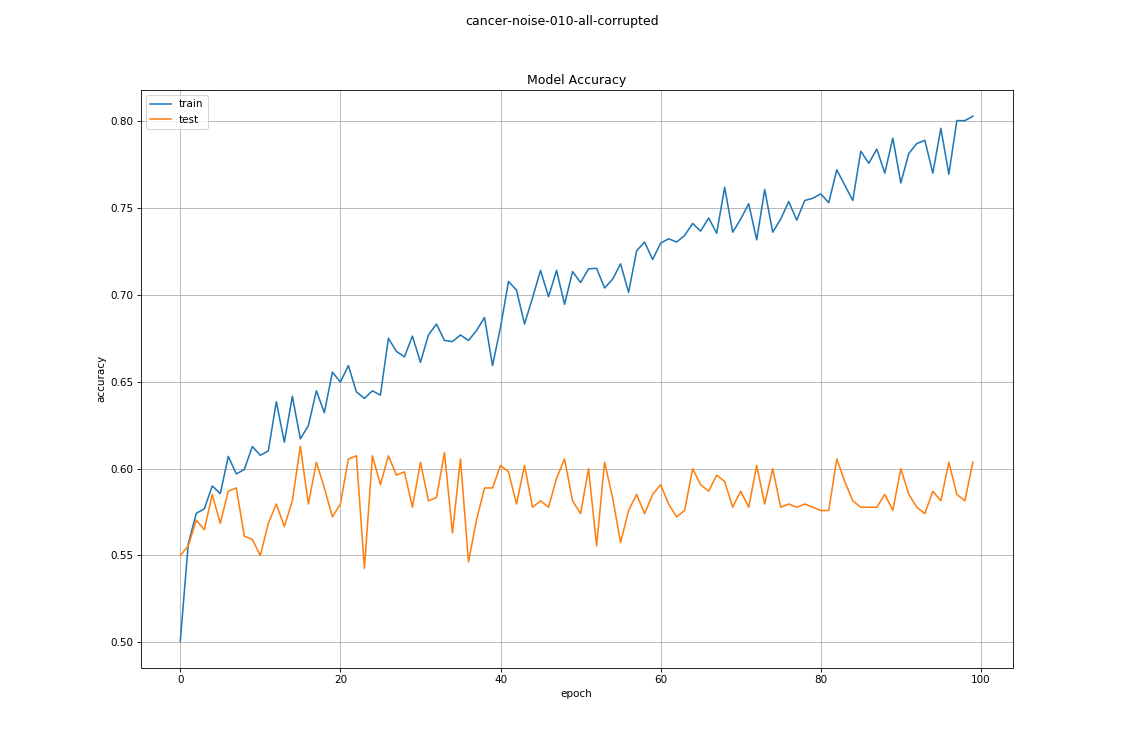 cancer-noise-010-all-corrupted
Model Accuracy
train
test
0.80
0.75
0.70
0.65
0.60
0.55
0.50
accuracy
0 20 40 60 80 100
epoch